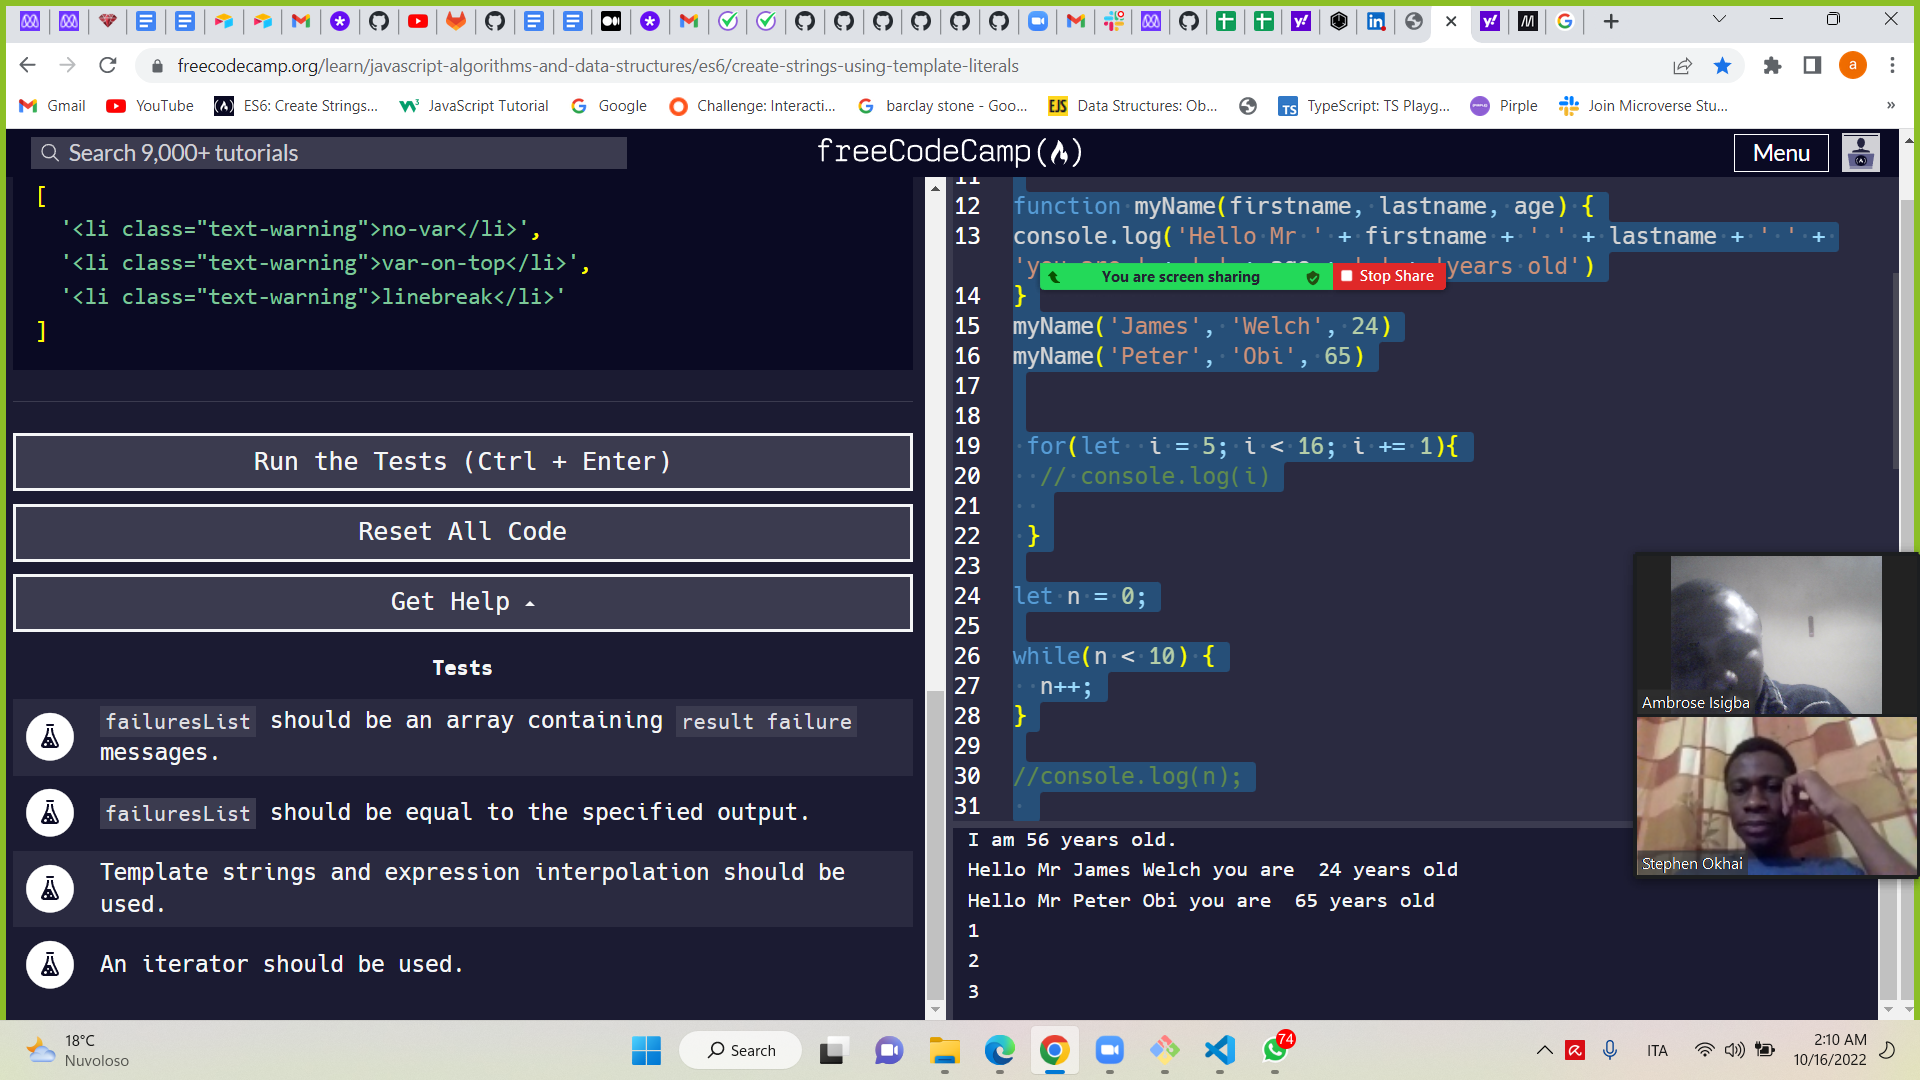 freecodecamp.org/learn/javascript-algorithms-and-data-structures/es6/create-strings-using-template-literals
a
Gmail
YouTube
ES6: Create Strings...
JavaScript Tutorial
Google
Challenge: Interacti...
barclay stone - Goo...
Data Structures: Ob...
TypeScript: TS Playg...
Pirple
Join Microverse Stu...
»
Search 9,000+ tutorials
freeCodeCamp
Menu
[
'<li class="text-warning">no-var</li>',
'<li class="text-warning">var-on-top</li>',
'<li class="text-warning">linebreak</li>'
]
Run the Tests (Ctrl + Enter)
Reset All Code
Get Help
Tests
failuresList should be an array containing result failure
messages.
failuresList should be equal to the specified output.
Template strings and expression interpolation should be
used.
An iterator should be used.
11
12 function myName(firstname, lastname, age) {
13 console.log('Hello Mr ' + firstname + ' ' + lastname + ' ' +
years old')
You are screen sharing
Stop Share
14 }
15 myName('James', 'Welch', 24)
16 myName('Peter', 'Obi', 65)
17
18
19 for(let i = 5; i < 16; i += 1){
20 // console.log(i)
21
22 }
23
24 let n = 0;
25
26 while(n < 10) {
27 n++;
28 }
29
30 //console.log(n);
31
I am 56 years old.
Hello Mr James Welch you are  24 years old
Hello Mr Peter Obi you are  65 years old
1
2
3
Ambrose Isigba
Stephen Okhai
18°C
Nuvoloso
Search
74
ITA
2:10 AM
10/16/2022